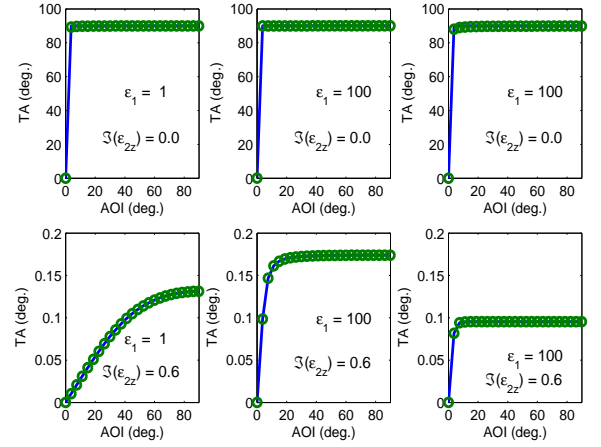 100
80
60
40
20
0
TA (deg.)
ε₁ = 1
ℑ(ε₂z) = 0.0
0 20 40 60 80
AOI (deg.)
100
80
60
40
20
0
TA (deg.)
ε₁ = 100
ℑ(ε₂z) = 0.0
0 20 40 60 80
AOI (deg.)
100
80
60
40
20
0
TA (deg.)
ε₁ = 100
ℑ(ε₂z) = 0.0
0 20 40 60 80
AOI (deg.)
0.2
0.15
0.1
0.05
0
TA (deg.)
ε₁ = 1
ℑ(ε₂z) = 0.6
0 20 40 60 80
AOI (deg.)
0.2
0.15
0.1
0.05
0
TA (deg.)
ε₁ = 100
ℑ(ε₂z) = 0.6
0 20 40 60 80
AOI (deg.)
0.2
0.15
0.1
0.05
0
TA (deg.)
ε₁ = 100
ℑ(ε₂z) = 0.6
0 20 40 60 80
AOI (deg.)